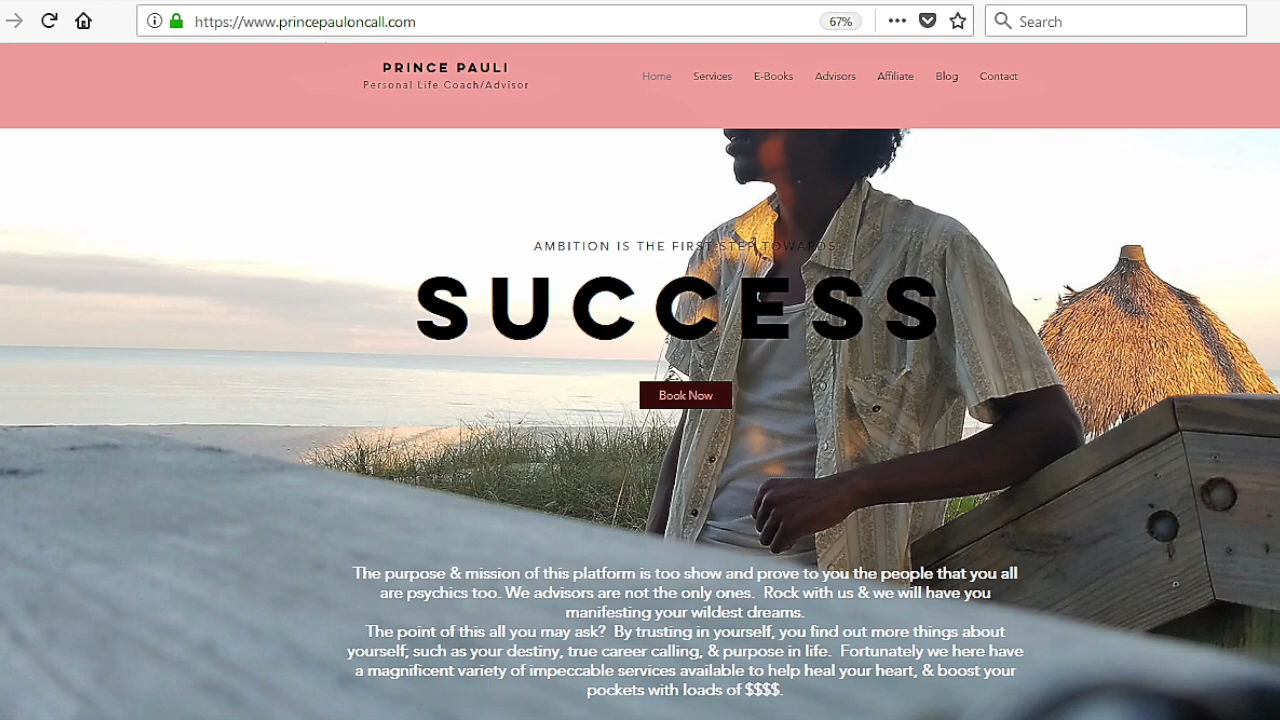 https://www.princepauloncall.com
67%
Search
PRINCE PAULI
Personal Life Coach/Advisor
Home Services E-Books Advisors Affiliate Blog Contact
AMBITION IS THE FIRST STEP TOWARDS:
SUCCESS
Book Now
The purpose & mission of this platform is too show and prove to you the people that you all
are psychics too. We advisors are not the only ones. Rock with us & we will have you
manifesting your wildest dreams.
The point of this all you may ask? By trusting in yourself, you find out more things about
yourself, such as your destiny, true career calling, & purpose in life. Fortunately we here have
a magnificent variety of impeccable services available to help heal your heart, & boost your
pockets with loads of $$$$.